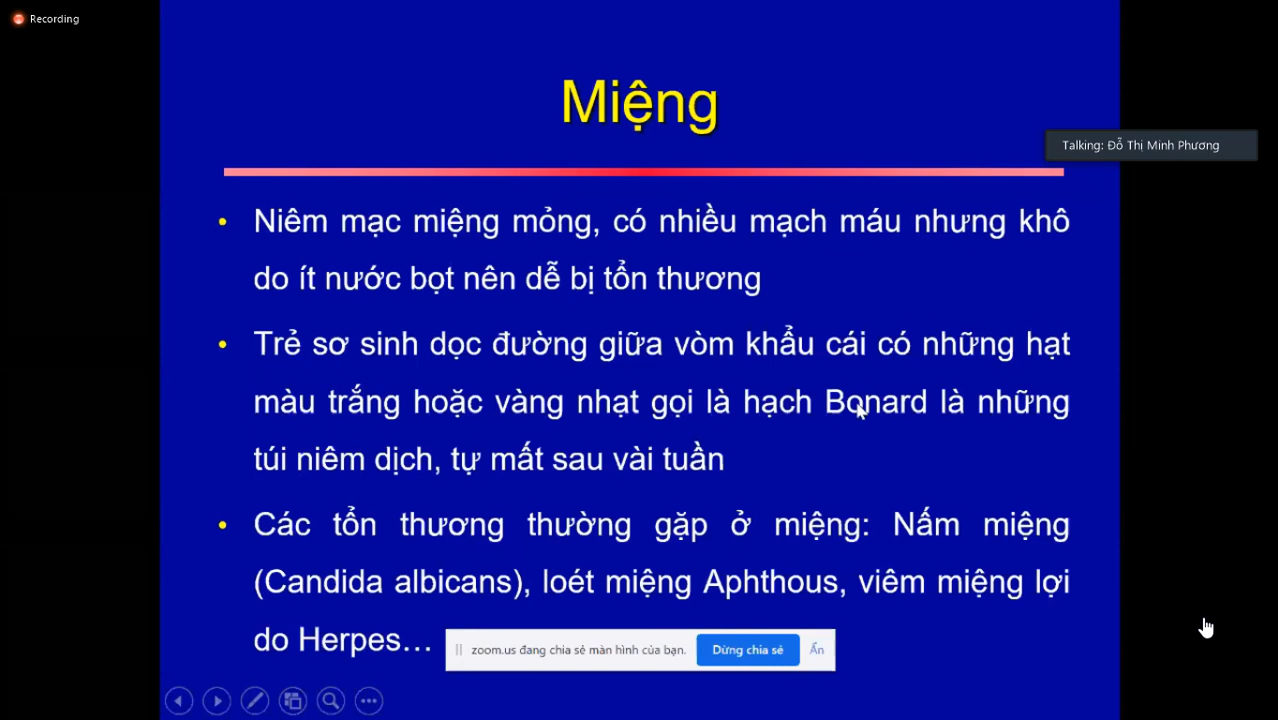 Recording
Miệng
Talking: Đỗ Thị Minh Phương
• Niêm mạc miệng mỏng, có nhiều mạch máu nhưng khô
do ít nước bọt nên dễ bị tổn thương
• Trẻ sơ sinh dọc đường giữa vòm khẩu cái có những hạt
màu trắng hoặc vàng nhạt gọi là hạch Bonard là những
túi niêm dịch, tự mất sau vài tuần
• Các tổn thương thường gặp ở miệng: Nấm miệng
(Candida albicans), loét miệng Aphthous, viêm miệng lợi
do Herpes…
zoom.us đang chia sẻ màn hình của bạn. Dừng chia sẻ Ẩn